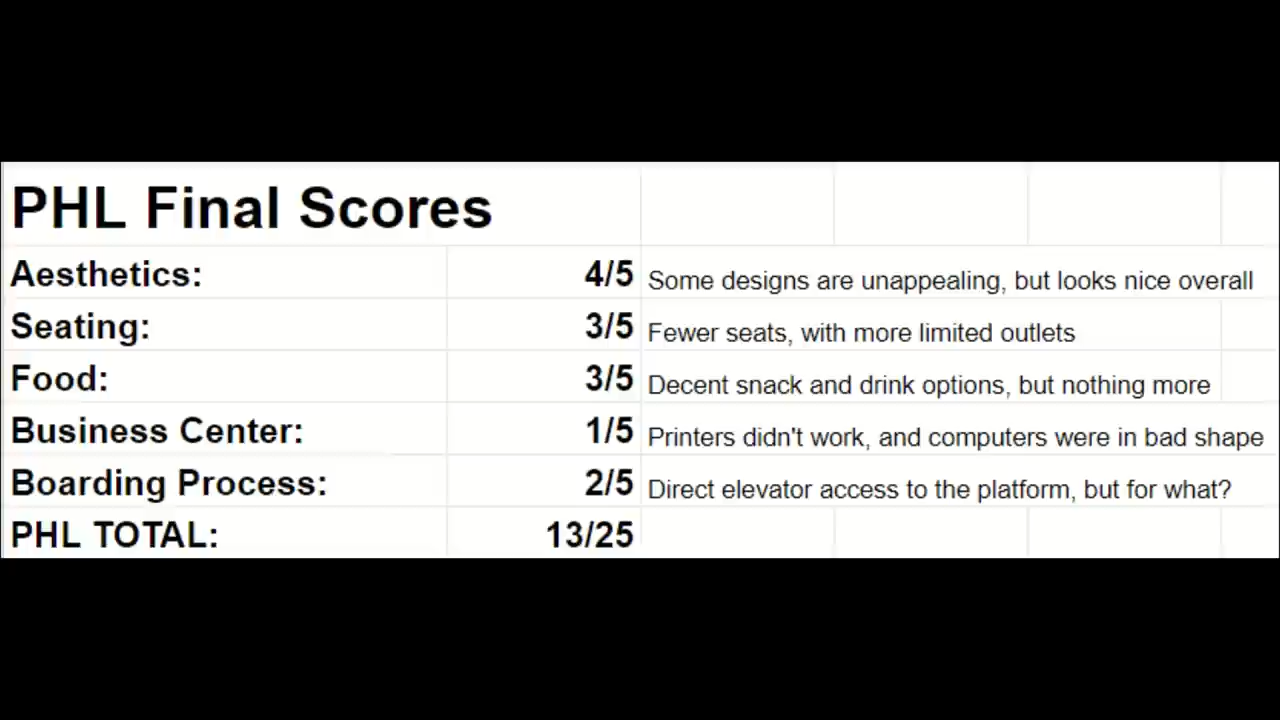 PHL Final Scores
Aesthetics: 4/5 Some designs are unappealing, but looks nice overall
Seating: 3/5 Fewer seats, with more limited outlets
Food: 3/5 Decent snack and drink options, but nothing more
Business Center: 1/5 Printers didn't work, and computers were in bad shape
Boarding Process: 2/5 Direct elevator access to the platform, but for what?
PHL TOTAL: 13/25